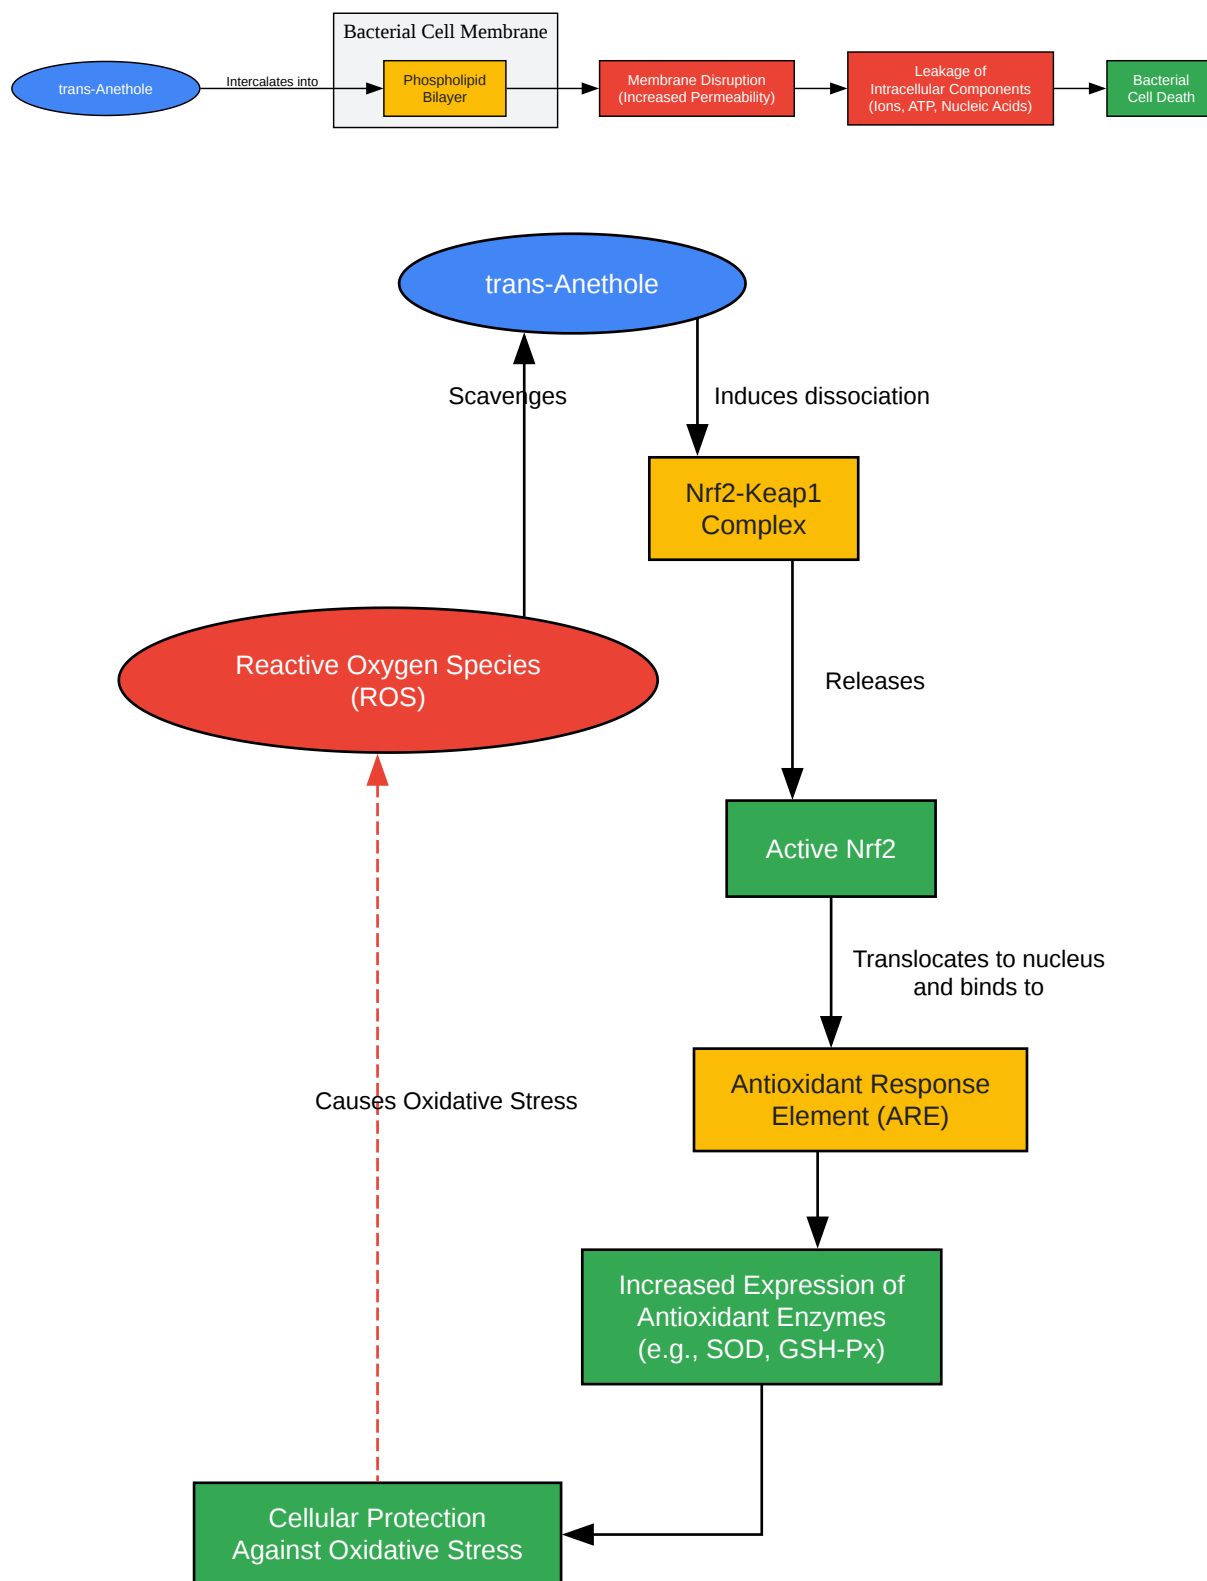 Bacterial Cell Membrane
trans-Anethole
Intercalates into
Phospholipid
Bilayer
Membrane Disruption
(Increased Permeability)
Leakage of
Intracellular Components
(Ions, ATP, Nucleic Acids)
Bacterial
Cell Death
trans-Anethole
Scavenges
Induces dissociation
Nrf2-Keap1
Complex
Reactive Oxygen Species
(ROS)
Releases
Active Nrf2
Translocates to nucleus
and binds to
Antioxidant Response
Element (ARE)
Causes Oxidative Stress
Increased Expression of
Antioxidant Enzymes
(e.g., SOD, GSH-Px)
Cellular Protection
Against Oxidative Stress